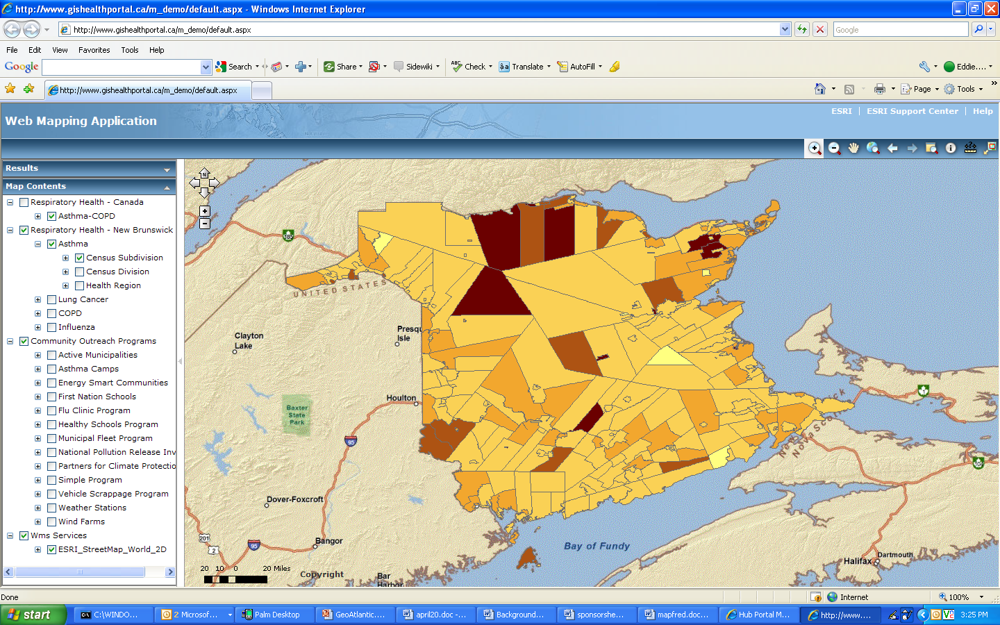 http://www.gishealthportal.ca/m_demo/default.aspx - Windows Internet Explorer
http://www.gishealthportal.ca/m_demo/default.aspx
Google
File Edit View Favorites Tools Help
Google Search Share Sidewiki ABC Check Translate AutoFill Eddie....
http://www.gishealthportal.ca/m_demo/default.aspx
Page Tools
ESRI | ESRI Support Center | Help
Web Mapping Application
Results
Map Contents
Respiratory Health - Canada
Asthma-COPD
Respiratory Health - New Brunswick
Asthma
Census Subdivision
Census Division
Health Region
Lung Cancer
COPD
Influenza
Community Outreach Programs
Active Municipalities
Asthma Camps
Energy Smart Communities
First Nation Schools
Flu Clinic Program
Healthy Schools Program
Municipal Fleet Program
National Pollution Release Inv
Partners for Climate Protectio
Simple Program
Vehicle Scrappage Program
Weather Stations
Wind Farms
Wms Services
ESRI_StreetMap_World_2D
N
185
UNITED STATES
Presqu
Isle
Clayton
Lake
Houlton
Baxter
State
Park
95
1
Nova Scotia
104
Dover-Foxcroft
201
2
95
Bangor
Bay of Fundy
Halifax
Dartmouth
20 10 0 20 Miles
Copyright
Bar
Harbor
Done
Internet
100%
start
C:\WINDO...
2 Microsof...
Palm Desktop
GeoAtlantic....
april20.doc -...
Background...
sponsorshe...
mapfred.doc...
Hub Portal M...
http://www....
3:25 PM